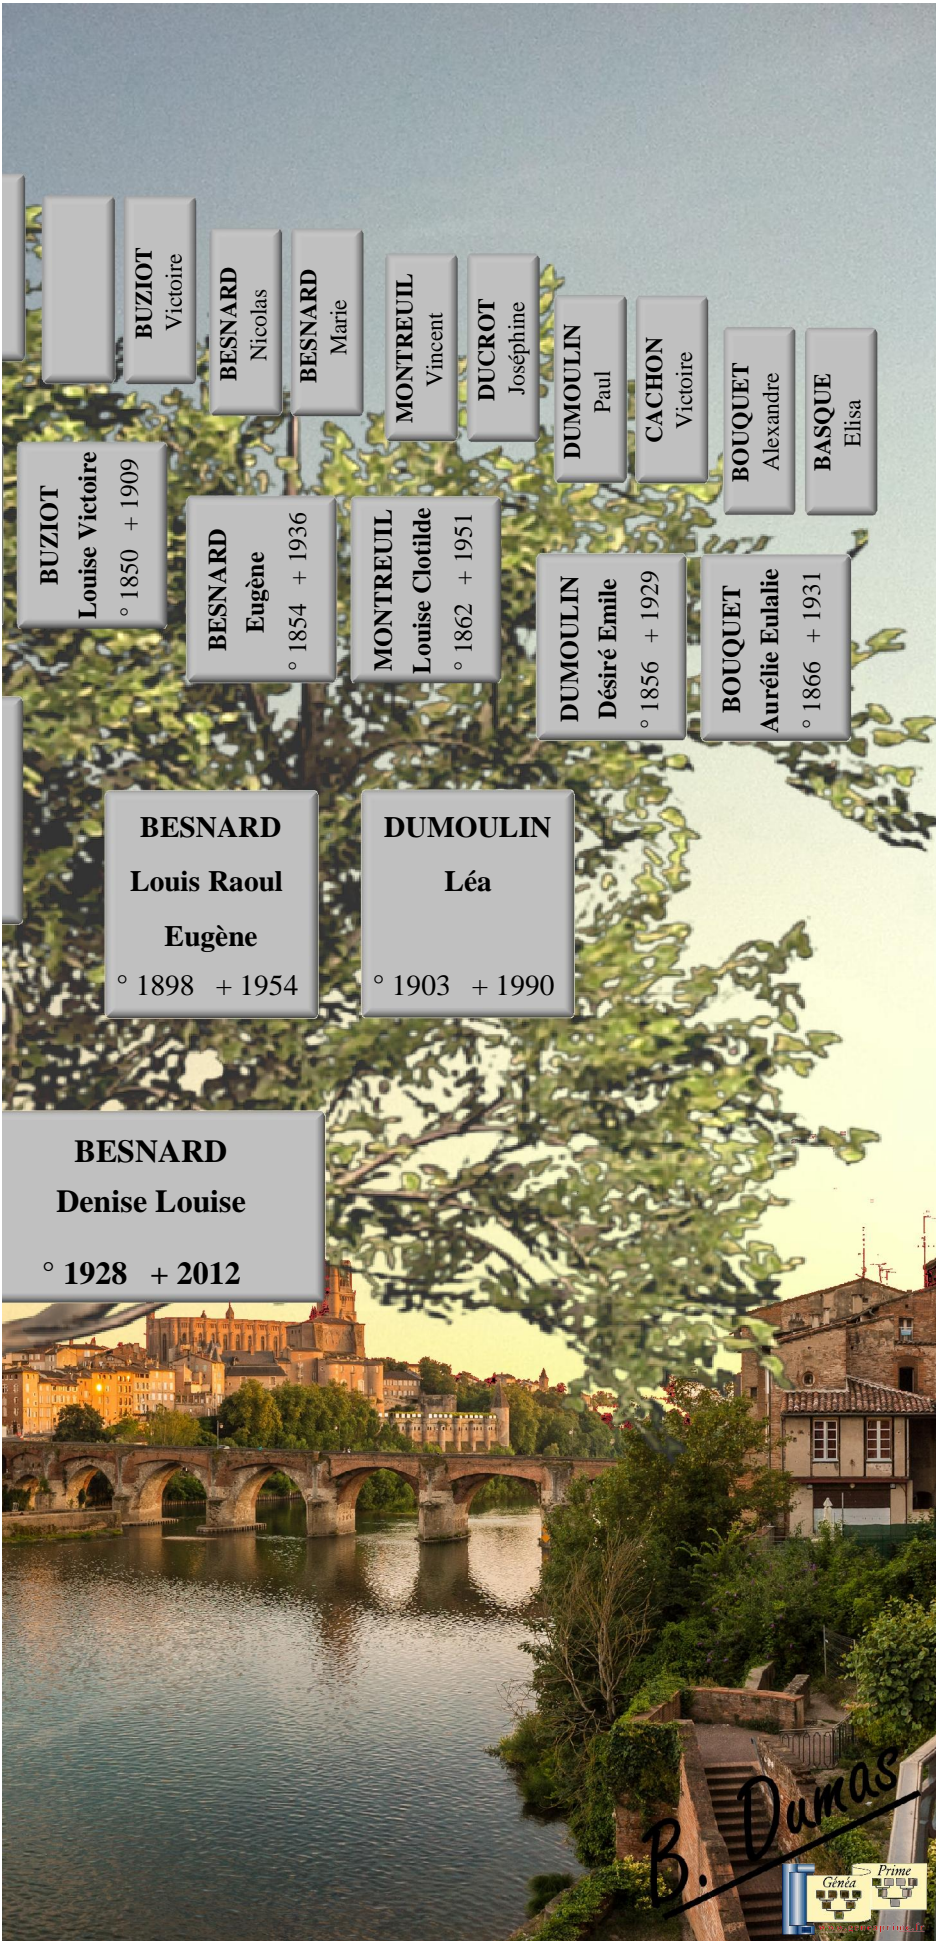 BUZIOT
Victoire
BESNARD
Nicolas
BESNARD
Marie
MONTREUIL
Vincent
DUCROT
Joséphine
DUMOULIN
Paul
CACHON
Victoire
BOUQUET
Alexandre
BASQUE
Elisa
BUZIOT
Louise Victoire
° 1850 + 1909
BESNARD
Eugène
° 1854 + 1936
MONTREUIL
Louise Clotilde
° 1862 + 1951
DUMOULIN
Désiré Emile
° 1856 + 1929
BOUQUET
Aurélie Eulalie
° 1866 + 1931
BESNARD
Louis Raoul
Eugène
° 1898 + 1954
DUMOULIN
Léa
° 1903 + 1990
BESNARD
Denise Louise
° 1928 + 2012
B. Dumas
Généa
Prime